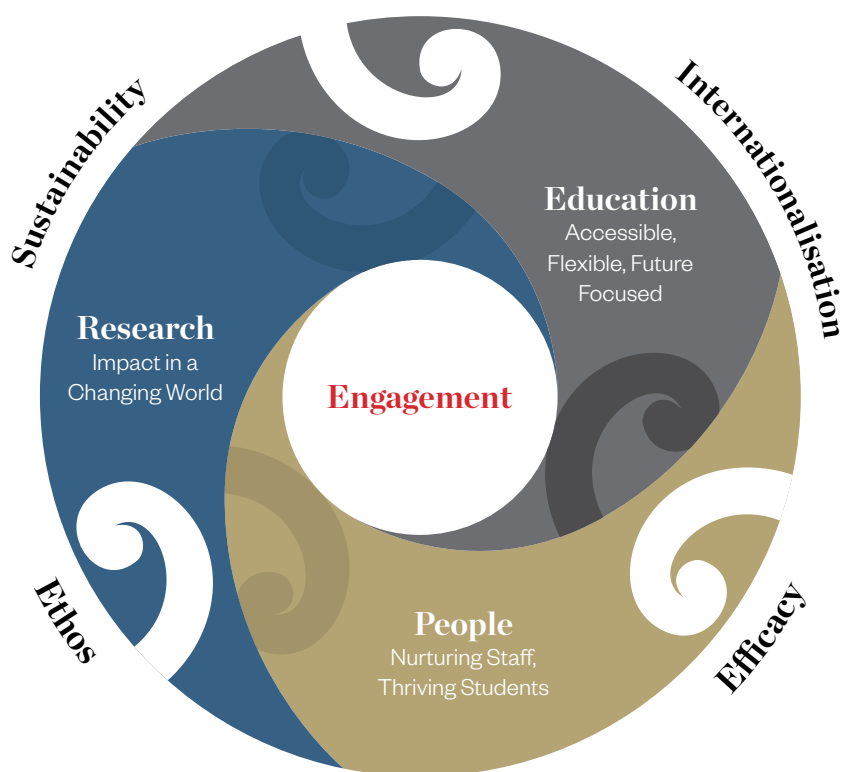 Sustainability
Internationalisation
Education
Accessible,
Flexible, Future
Focused
Research
Impact in a
Changing World
Engagement
People
Nurturing Staff,
Thriving Students
Ethos
Efficacy